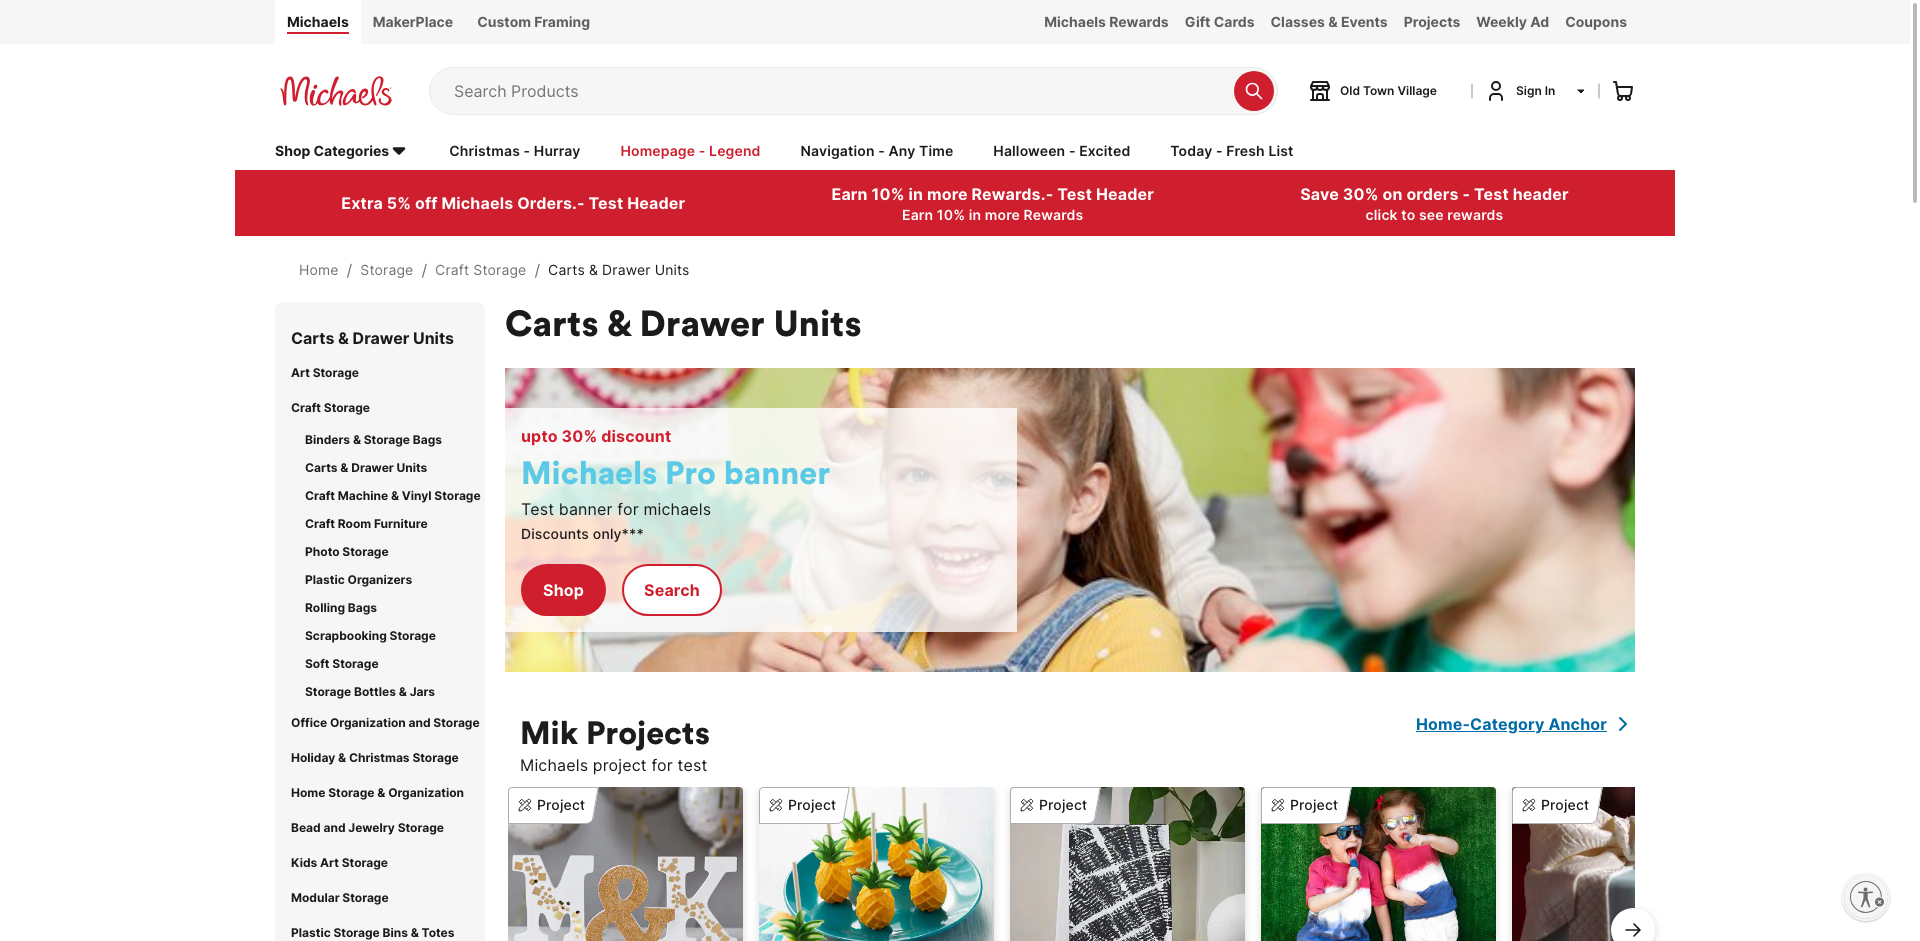 Michaels
MakerPlace
Custom Framing
Michaels Rewards
Gift Cards
Classes & Events
Projects
Weekly Ad
Coupons
Michaels
Search Products
Old Town Village
Sign In
Shop Categories
Christmas - Hurray
Homepage - Legend
Navigation - Any Time
Halloween - Excited
Today - Fresh List
Extra 5% off Michaels Orders.- Test Header
Earn 10% in more Rewards.- Test Header
Earn 10% in more Rewards
Save 30% on orders - Test header
click to see rewards
Home / Storage / Craft Storage / Carts & Drawer Units
Carts & Drawer Units
Art Storage
Craft Storage
Binders & Storage Bags
Carts & Drawer Units
Craft Machine & Vinyl Storage
Craft Room Furniture
Photo Storage
Plastic Organizers
Rolling Bags
Scrapbooking Storage
Soft Storage
Storage Bottles & Jars
Office Organization and Storage
Holiday & Christmas Storage
Home Storage & Organization
Bead and Jewelry Storage
Kids Art Storage
Modular Storage
Plastic Storage Bins & Totes
Carts & Drawer Units
upto 30% discount
Michaels Pro banner
Test banner for michaels
Discounts only***
Shop
Search
Mik Projects
Michaels project for test
Home-Category Anchor
Project
Project
Project
Project
Project
M&K